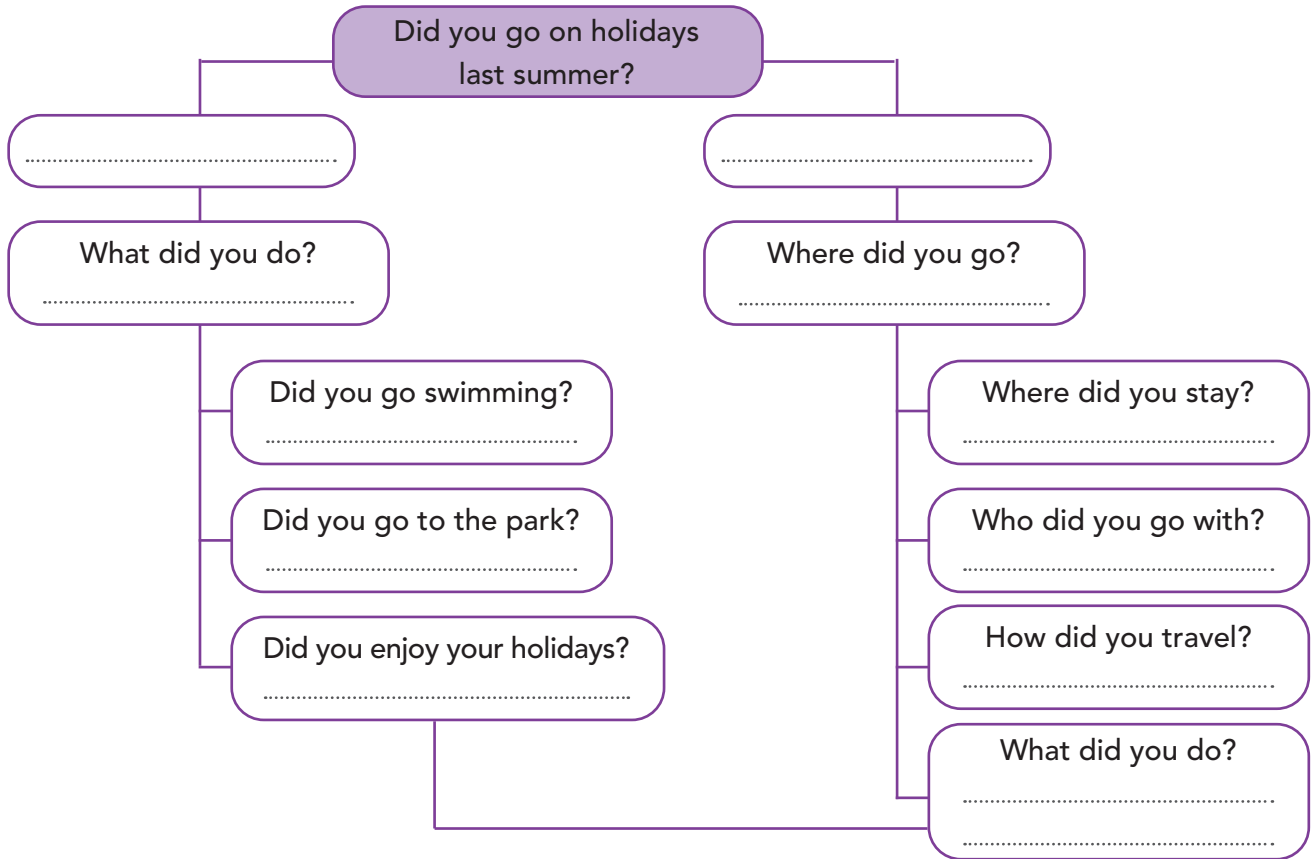 Did you go on holidays
last summer?
What did you do?
Where did you go?
Did you go swimming?
Where did you stay?
Did you go to the park?
Who did you go with?
Did you enjoy your holidays?
How did you travel?
What did you do?